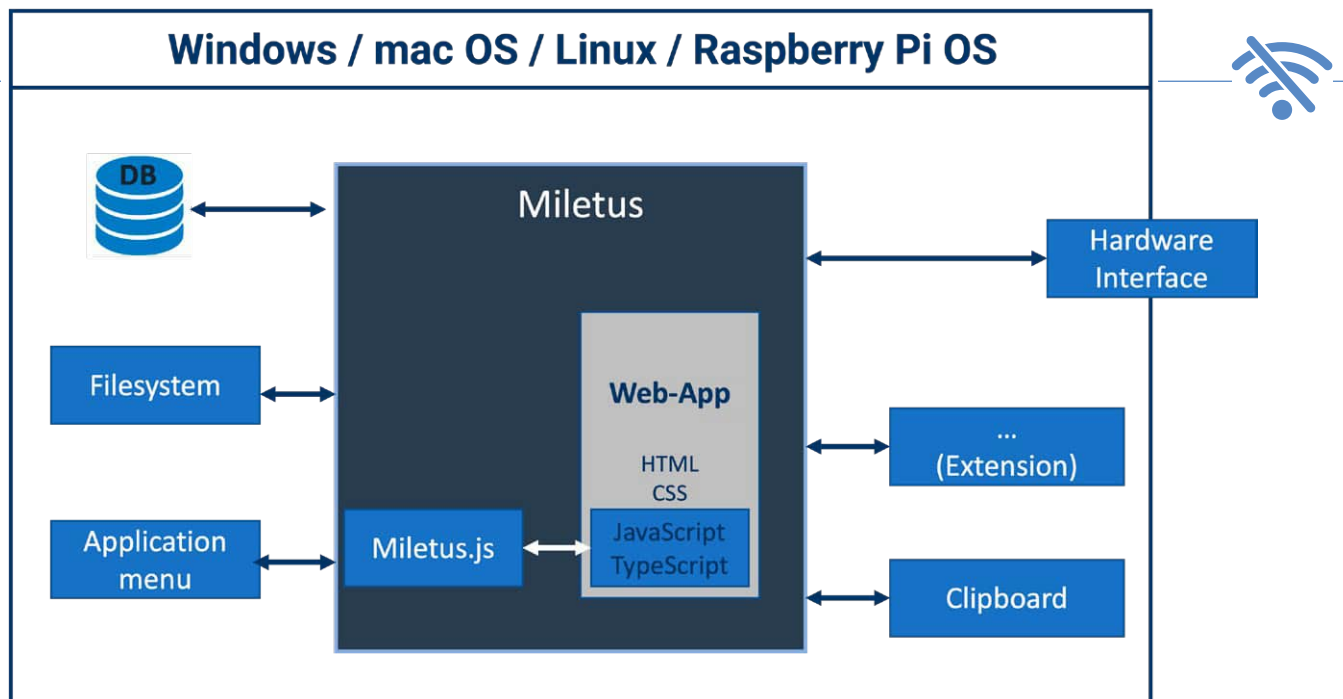 Windows / mac OS / Linux / Raspberry Pi OS
DB
Miletus
Hardware
Interface
Filesystem
Web-App
HTML
CSS
JavaScript
TypeScript
Miletus.js
...
(Extension)
Application
menu
Clipboard